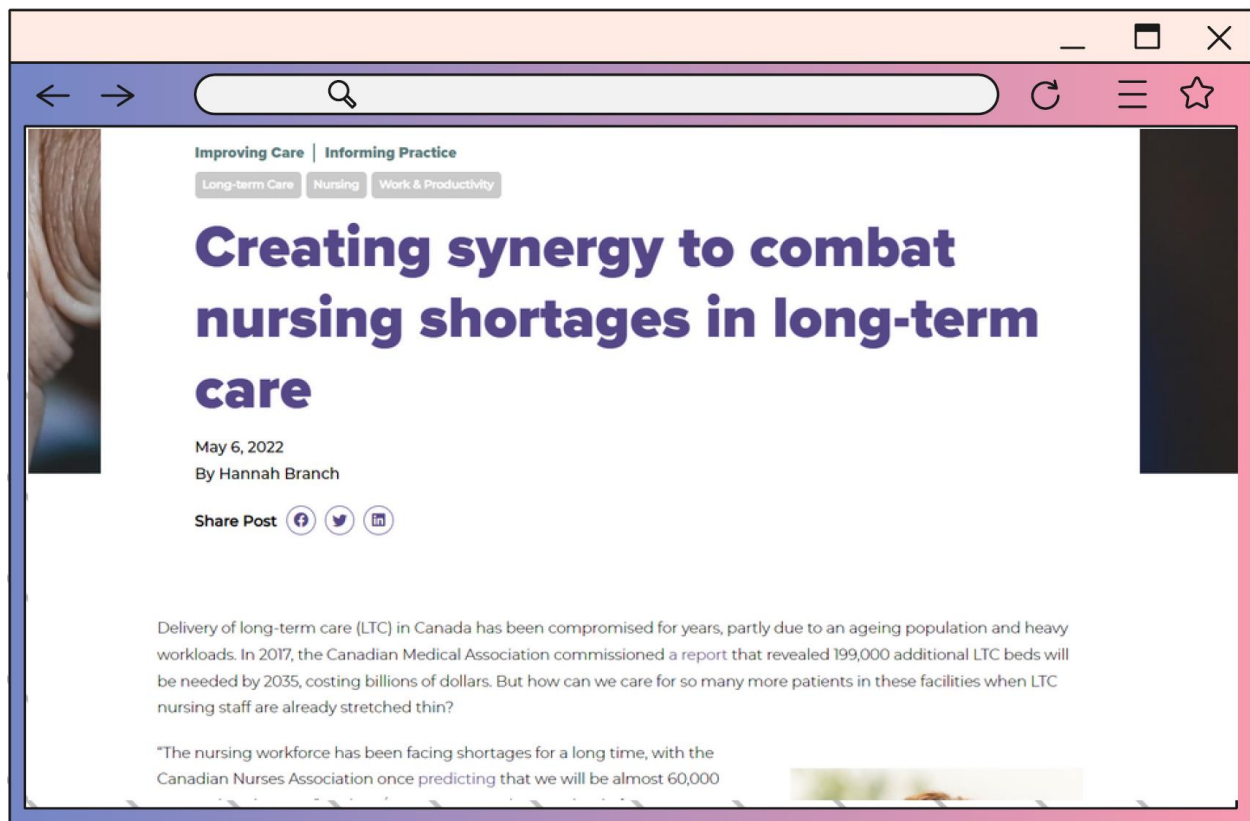 Improving Care | Informing Practice
Long-term Care Nursing Work & Productivity
Creating synergy to combat
nursing shortages in long-term
care
May 6, 2022
By Hannah Branch
Share Post
Delivery of long-term care (LTC) in Canada has been compromised for years, partly due to an ageing population and heavy
workloads. In 2017, the Canadian Medical Association commissioned a report that revealed 199,000 additional LTC beds will
be needed by 2035, costing billions of dollars. But how can we care for so many more patients in these facilities when LTC
nursing staff are already stretched thin?
“The nursing workforce has been facing shortages for a long time, with the
Canadian Nurses Association once predicting that we will be almost 60,000